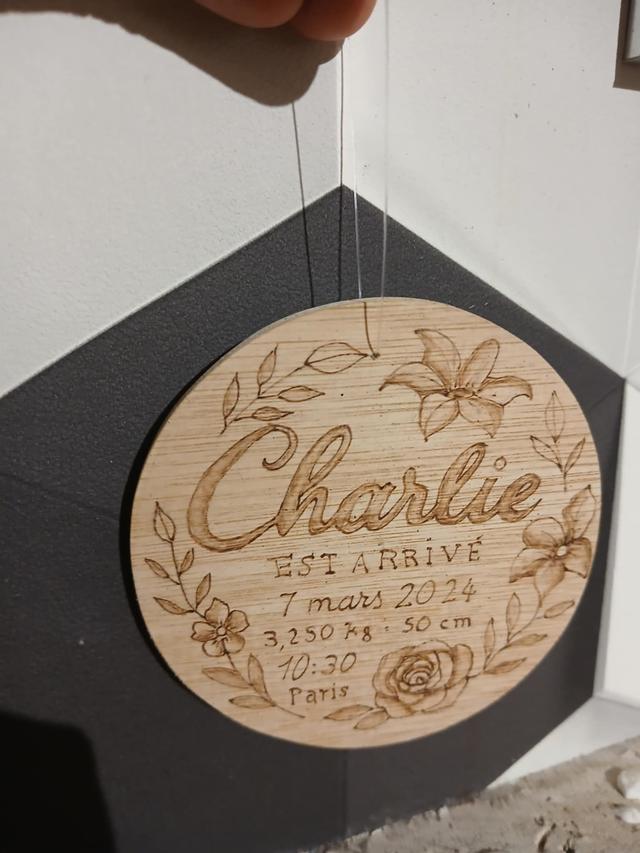 Charlie
EST ARRIVÉ
7 mars 2024
3,250 kg · 50 cm
10:30
Paris